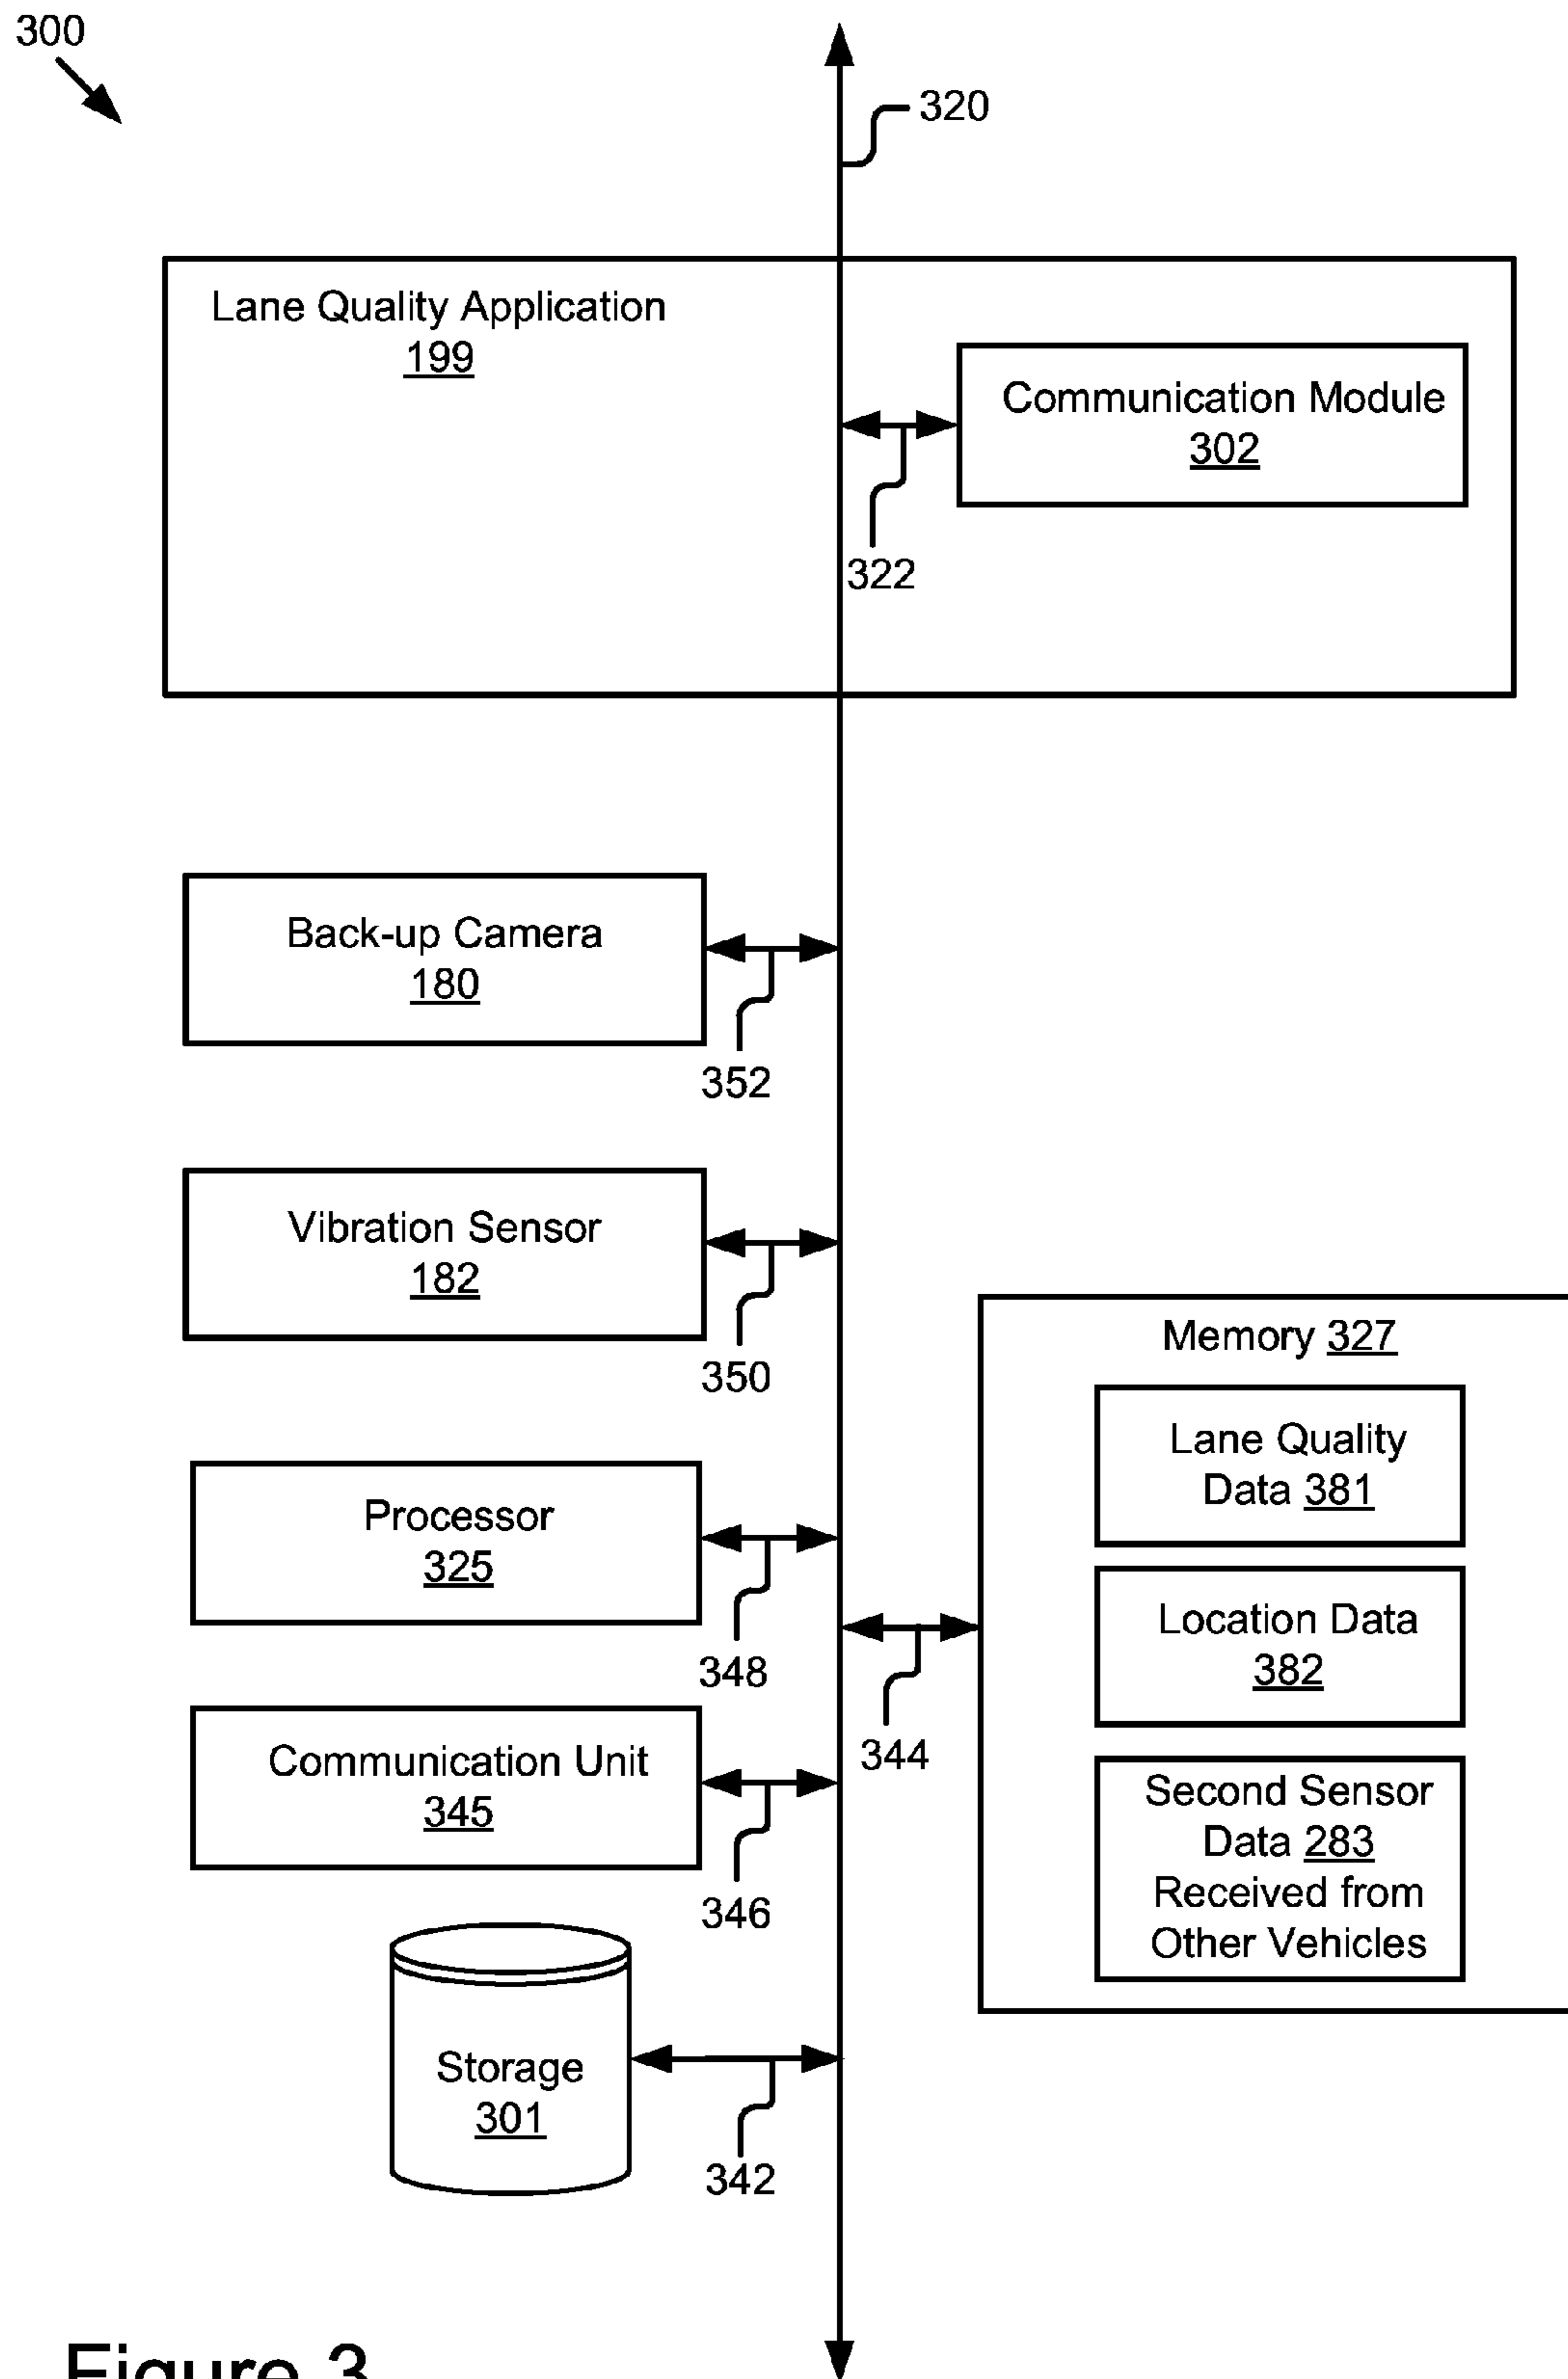 300
320
Lane Quality Application
199
Communication Module
302
322
Back-up Camera
180
352
Vibration Sensor
182
350
Memory 327
Lane Quality
Data 381
Processor
325
348
Location Data
382
344
Communication Unit
345
346
Second Sensor
Data 283
Received from
Other Vehicles
Storage
301
342
Figure 3